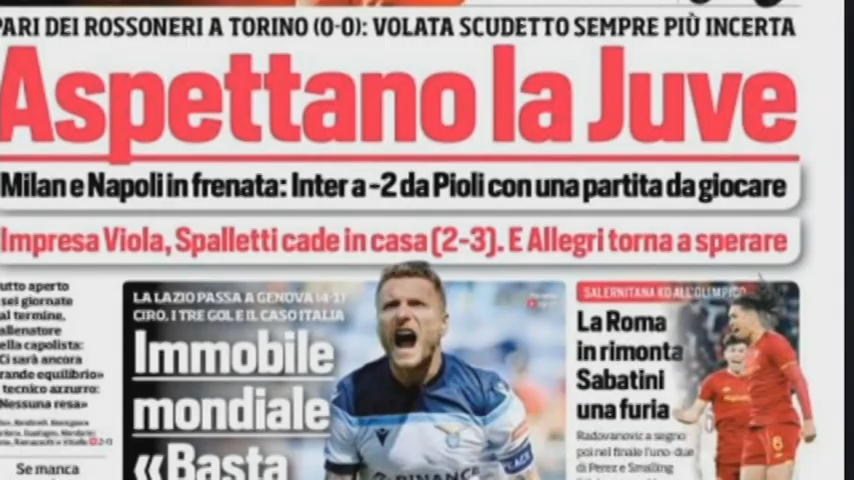 PARI DEI ROSSONERI A TORINO (0-0): VOLATA SCUDETTO SEMPRE PIÙ INCERTA
Aspettano la Juve
Milan e Napoli in frenata: Inter a -2 da Pioli con una partita da giocare
Impresa Viola, Spalletti cade in casa (2-3). E Allegri torna a sperare
utto aperto
sei giornate
al termine,
allenatore
ella capolista:
Ci sarà ancora
rande equilibrio»
tecnico azzurro:
Nessuna resa»
Se manca
LA LAZIO PASSA A GENOVA (4-1)
CIRO, I TRE GOL E IL CASO ITALIA
Immobile
mondiale
«Basta
BINANCE
SALERNITANA KO ALL'OLIMPICO
La Roma
in rimonta
Sabatini
una furia
Radovanovic a segno
poi nel finale l'uno-due
di Perez e Smalling
6